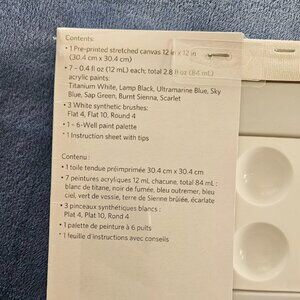 Contents:
• 1 Pre-printed stretched canvas 12 in x 12 in
(30.4 cm x 30.4 cm)
• 7 – 0.4 fl oz (12 mL) each; total 2.8 fl oz (84 mL)
acrylic paints:
Titanium White, Lamp Black, Ultramarine Blue, Sky
Blue, Sap Green, Burnt Sienna, Scarlet
• 3 White synthetic brushes:
Flat 4, Flat 10, Round 4
• 1 – 6-Well paint palette
• 1 Instruction sheet with tips
Contenu :
• 1 toile tendue préimprimée 30.4 cm x 30.4 cm
• 7 peintures acryliques 12 mL chacune, total 84 mL :
blanc de titane, noir de fumée, bleu outremer, bleu
ciel, vert de vessie, terre de Sienne brûlée, écarlate
• 3 pinceaux synthétiques blancs :
Plat 4, Plat 10, Rond 4
• 1 palette de peinture à 6 puits
• 1 feuille d'instructions avec conseils